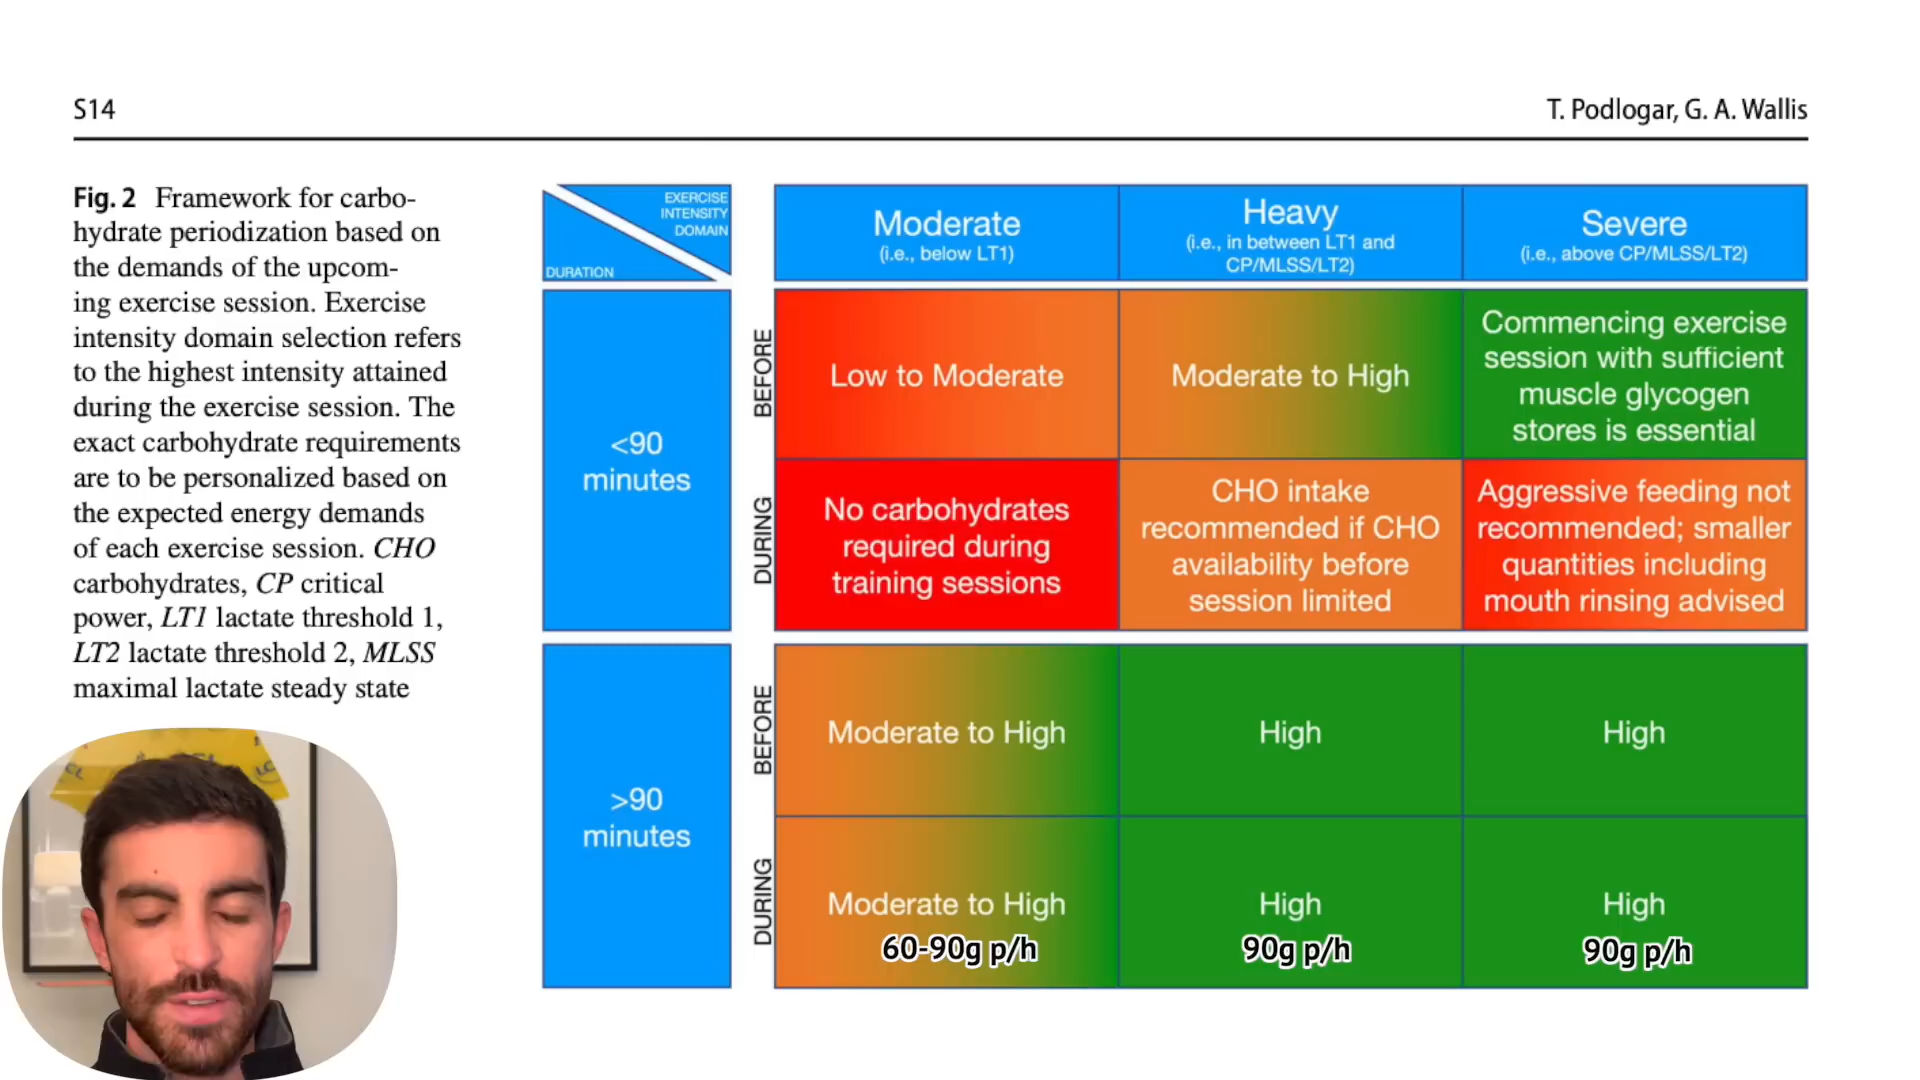 S14
T. Podlogar, G. A. Wallis
Fig. 2 Framework for carbo-
hydrate periodization based on
the demands of the upcom-
ing exercise session. Exercise
intensity domain selection refers
to the highest intensity attained
during the exercise session. The
exact carbohydrate requirements
are to be personalized based on
the expected energy demands
of each exercise session. CHO
carbohydrates, CP critical
power, LT1 lactate threshold 1,
LT2 lactate threshold 2, MLSS
maximal lactate steady state
EXERCISE
INTENSITY
DOMAIN
DURATION
Moderate
(i.e., below LT1)
Heavy
(i.e., in between LT1 and
CP/MLSS/LT2)
Severe
(i.e., above CP/MLSS/LT2)
<90
minutes
BEFORE
Low to Moderate
Moderate to High
Commencing exercise
session with sufficient
muscle glycogen
stores is essential
DURING
No carbohydrates
required during
training sessions
CHO intake
recommended if CHO
availability before
session limited
Aggressive feeding not
recommended; smaller
quantities including
mouth rinsing advised
>90
minutes
BEFORE
Moderate to High
High
High
DURING
Moderate to High
60-90g p/h
High
90g p/h
High
90g p/h